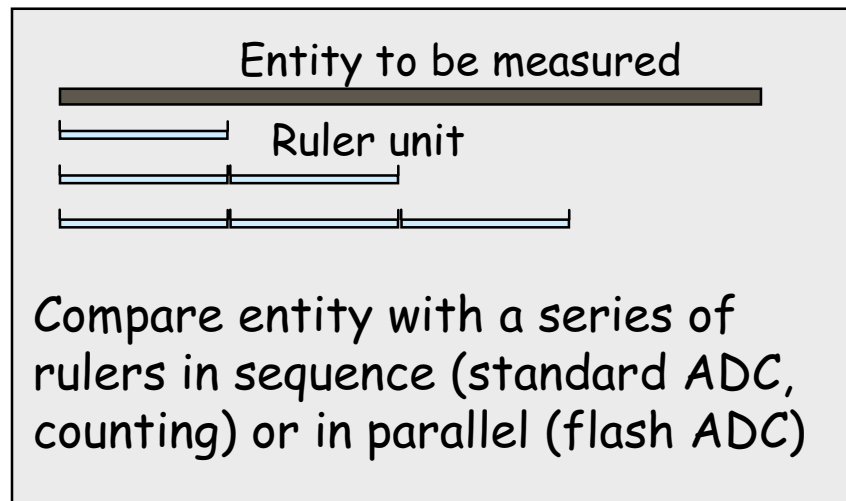 Entity to be measured
Ruler unit
Compare entity with a series of
rulers in sequence (standard ADC,
counting) or in parallel (flash ADC)